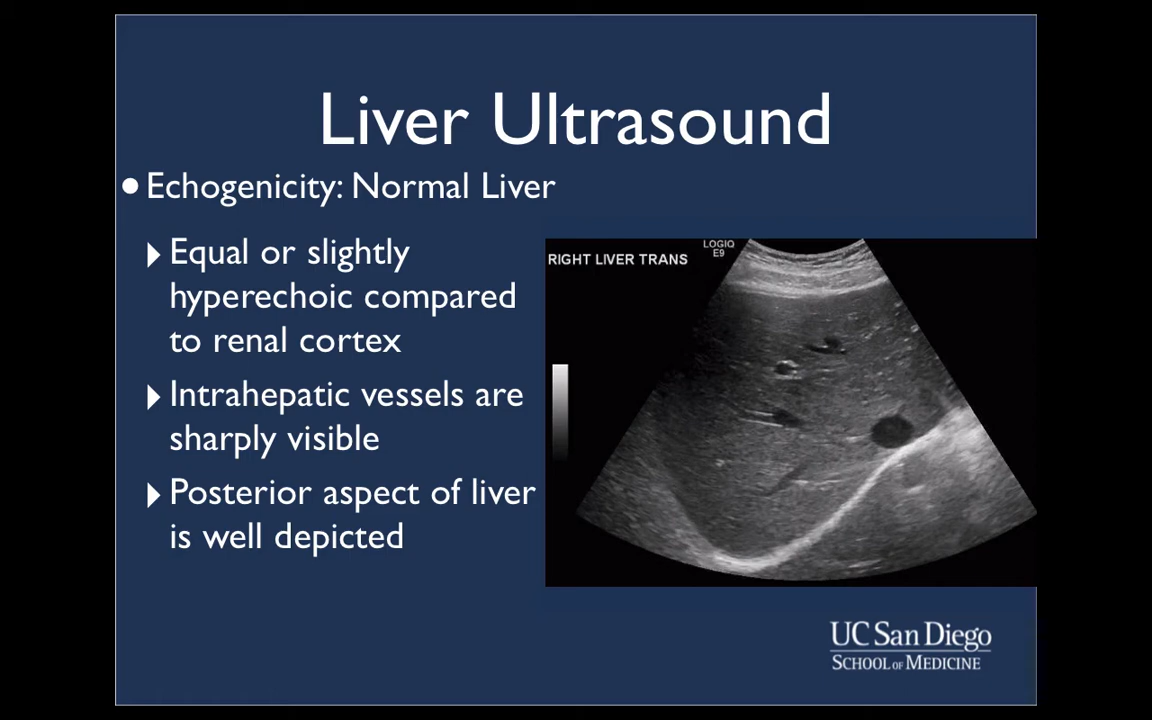 Liver Ultrasound
● Echogenicity: Normal Liver
Equal or slightly
hyperechoic compared
to renal cortex
Intrahepatic vessels are
sharply visible
Posterior aspect of liver
is well depicted
RIGHT LIVER TRANS
LOGIQ
E9
UC San Diego
SCHOOL OF MEDICINE